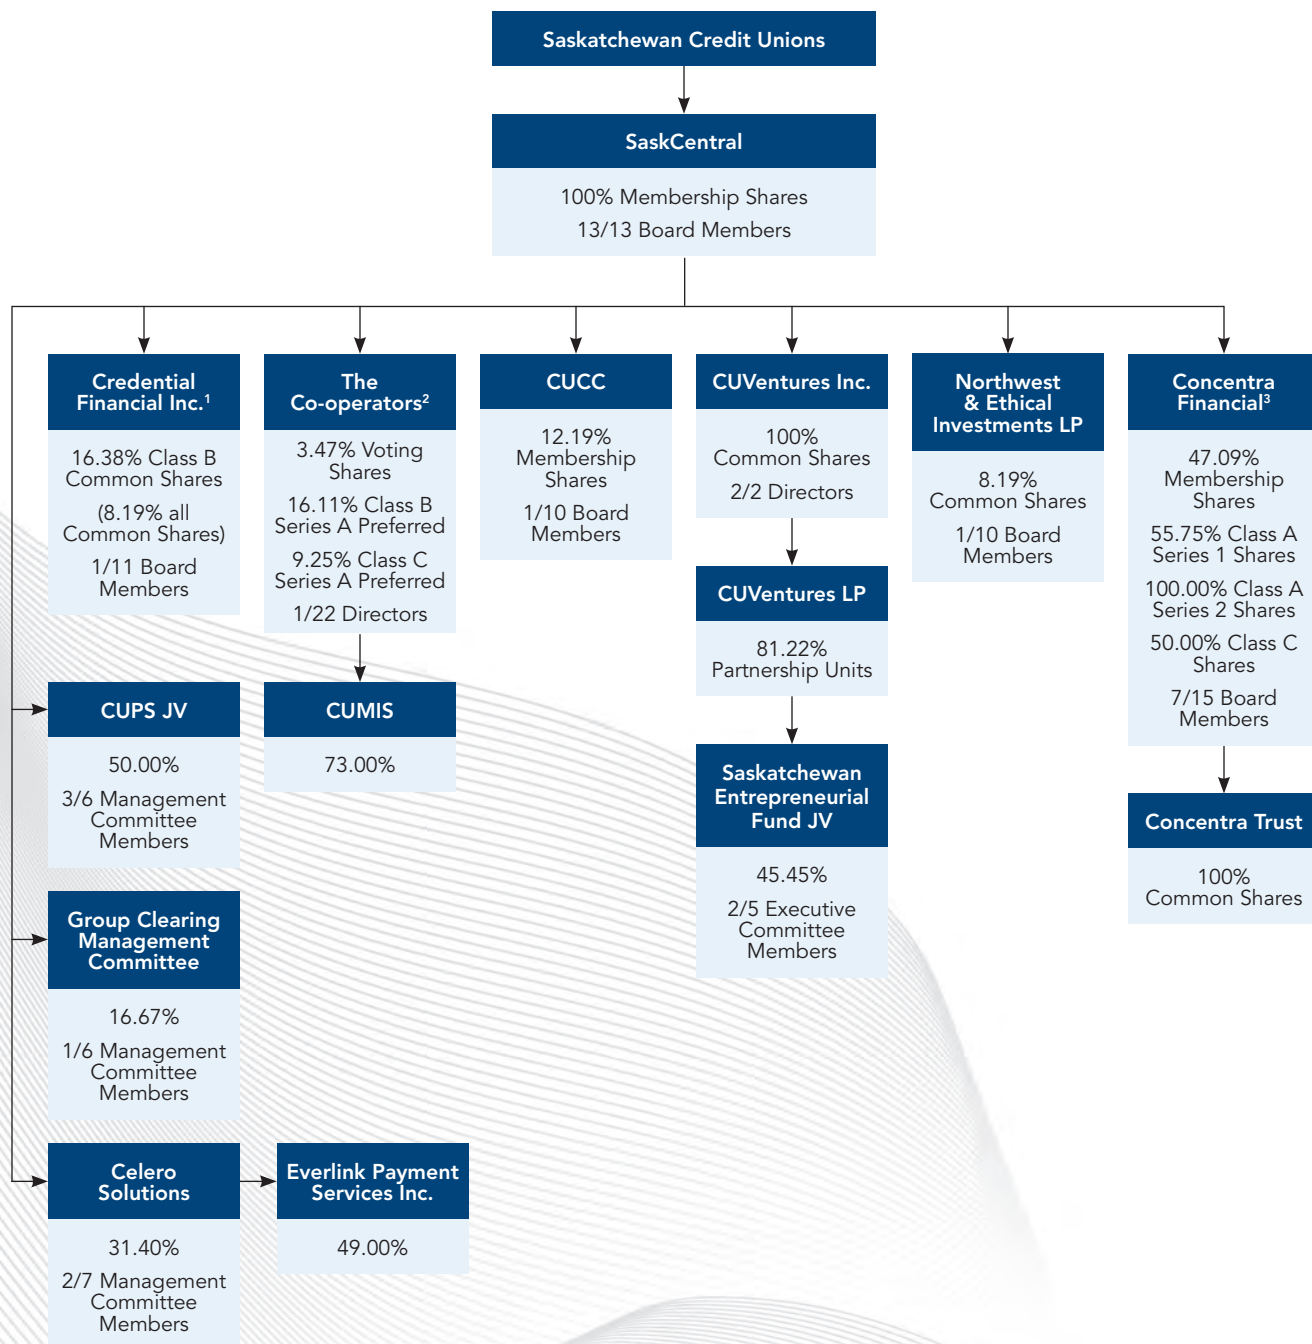 Saskatchewan Credit Unions
SaskCentral
100% Membership Shares
13/13 Board Members
Credential
Financial Inc.¹
16.38% Class B
Common Shares
(8.19% all
Common Shares)
1/11 Board
Members
The
Co-operators²
3.47% Voting
Shares
16.11% Class B
Series A Preferred
9.25% Class C
Series A Preferred
1/22 Directors
CUCC
12.19%
Membership
Shares
1/10 Board
Members
CUVentures Inc.
100%
Common Shares
2/2 Directors
Northwest
& Ethical
Investments LP
8.19%
Common Shares
1/10 Board
Members
Concentra
Financial³
47.09%
Membership
Shares
55.75% Class A
Series 1 Shares
100.00% Class A
Series 2 Shares
50.00% Class C
Shares
7/15 Board
Members
CUVentures LP
81.22%
Partnership Units
CUPS JV
50.00%
3/6 Management
Committee
Members
CUMIS
73.00%
Saskatchewan
Entrepreneurial
Fund JV
45.45%
2/5 Executive
Committee
Members
Concentra Trust
100%
Common Shares
Group Clearing
Management
Committee
16.67%
1/6 Management
Committee
Members
Celero
Solutions
31.40%
2/7 Management
Committee
Members
Everlink Payment
Services Inc.
49.00%